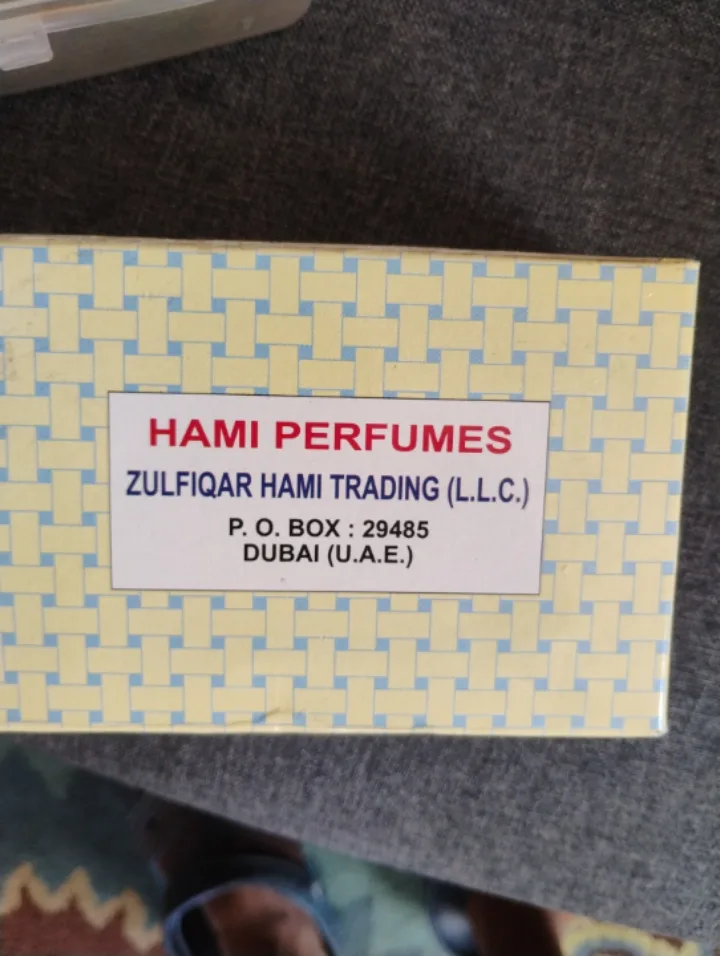 HAMI PERFUMES
ZULFIQAR HAMI TRADING (L.L.C.)
P. O. BOX : 29485
DUBAI (U.A.E.)